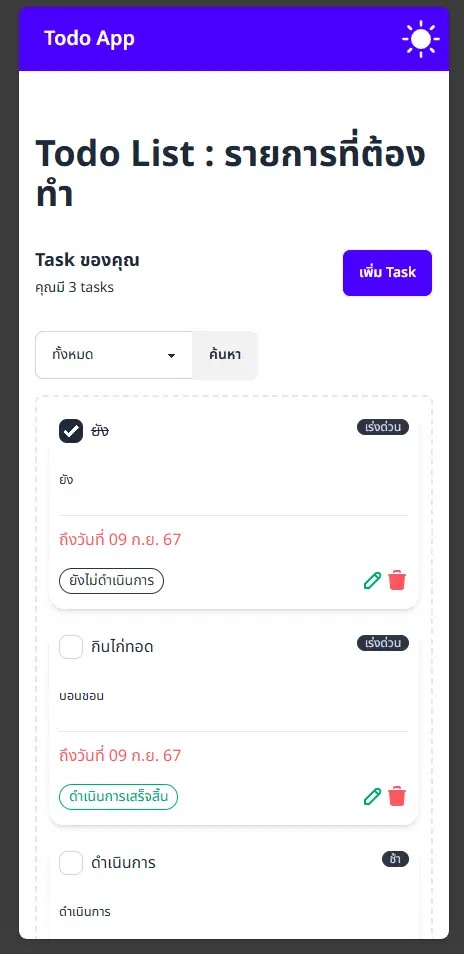 Todo App
Todo List : รายการที่ต้อง
ทำ
Task ของคุณ
คุณมี 3 tasks
เพิ่ม Task
ทั้งหมด
ค้นหา
ยัง
เร่งด่วน
ยัง
ถึงวันที่ 09 ก.ย. 67
ยังไม่ดำเนินการ
กินไก่ทอด
เร่งด่วน
บอนชอน
ถึงวันที่ 09 ก.ย. 67
ดำเนินการเสร็จสิ้น
ดำเนินการ
ช้า
ดำเนินการ